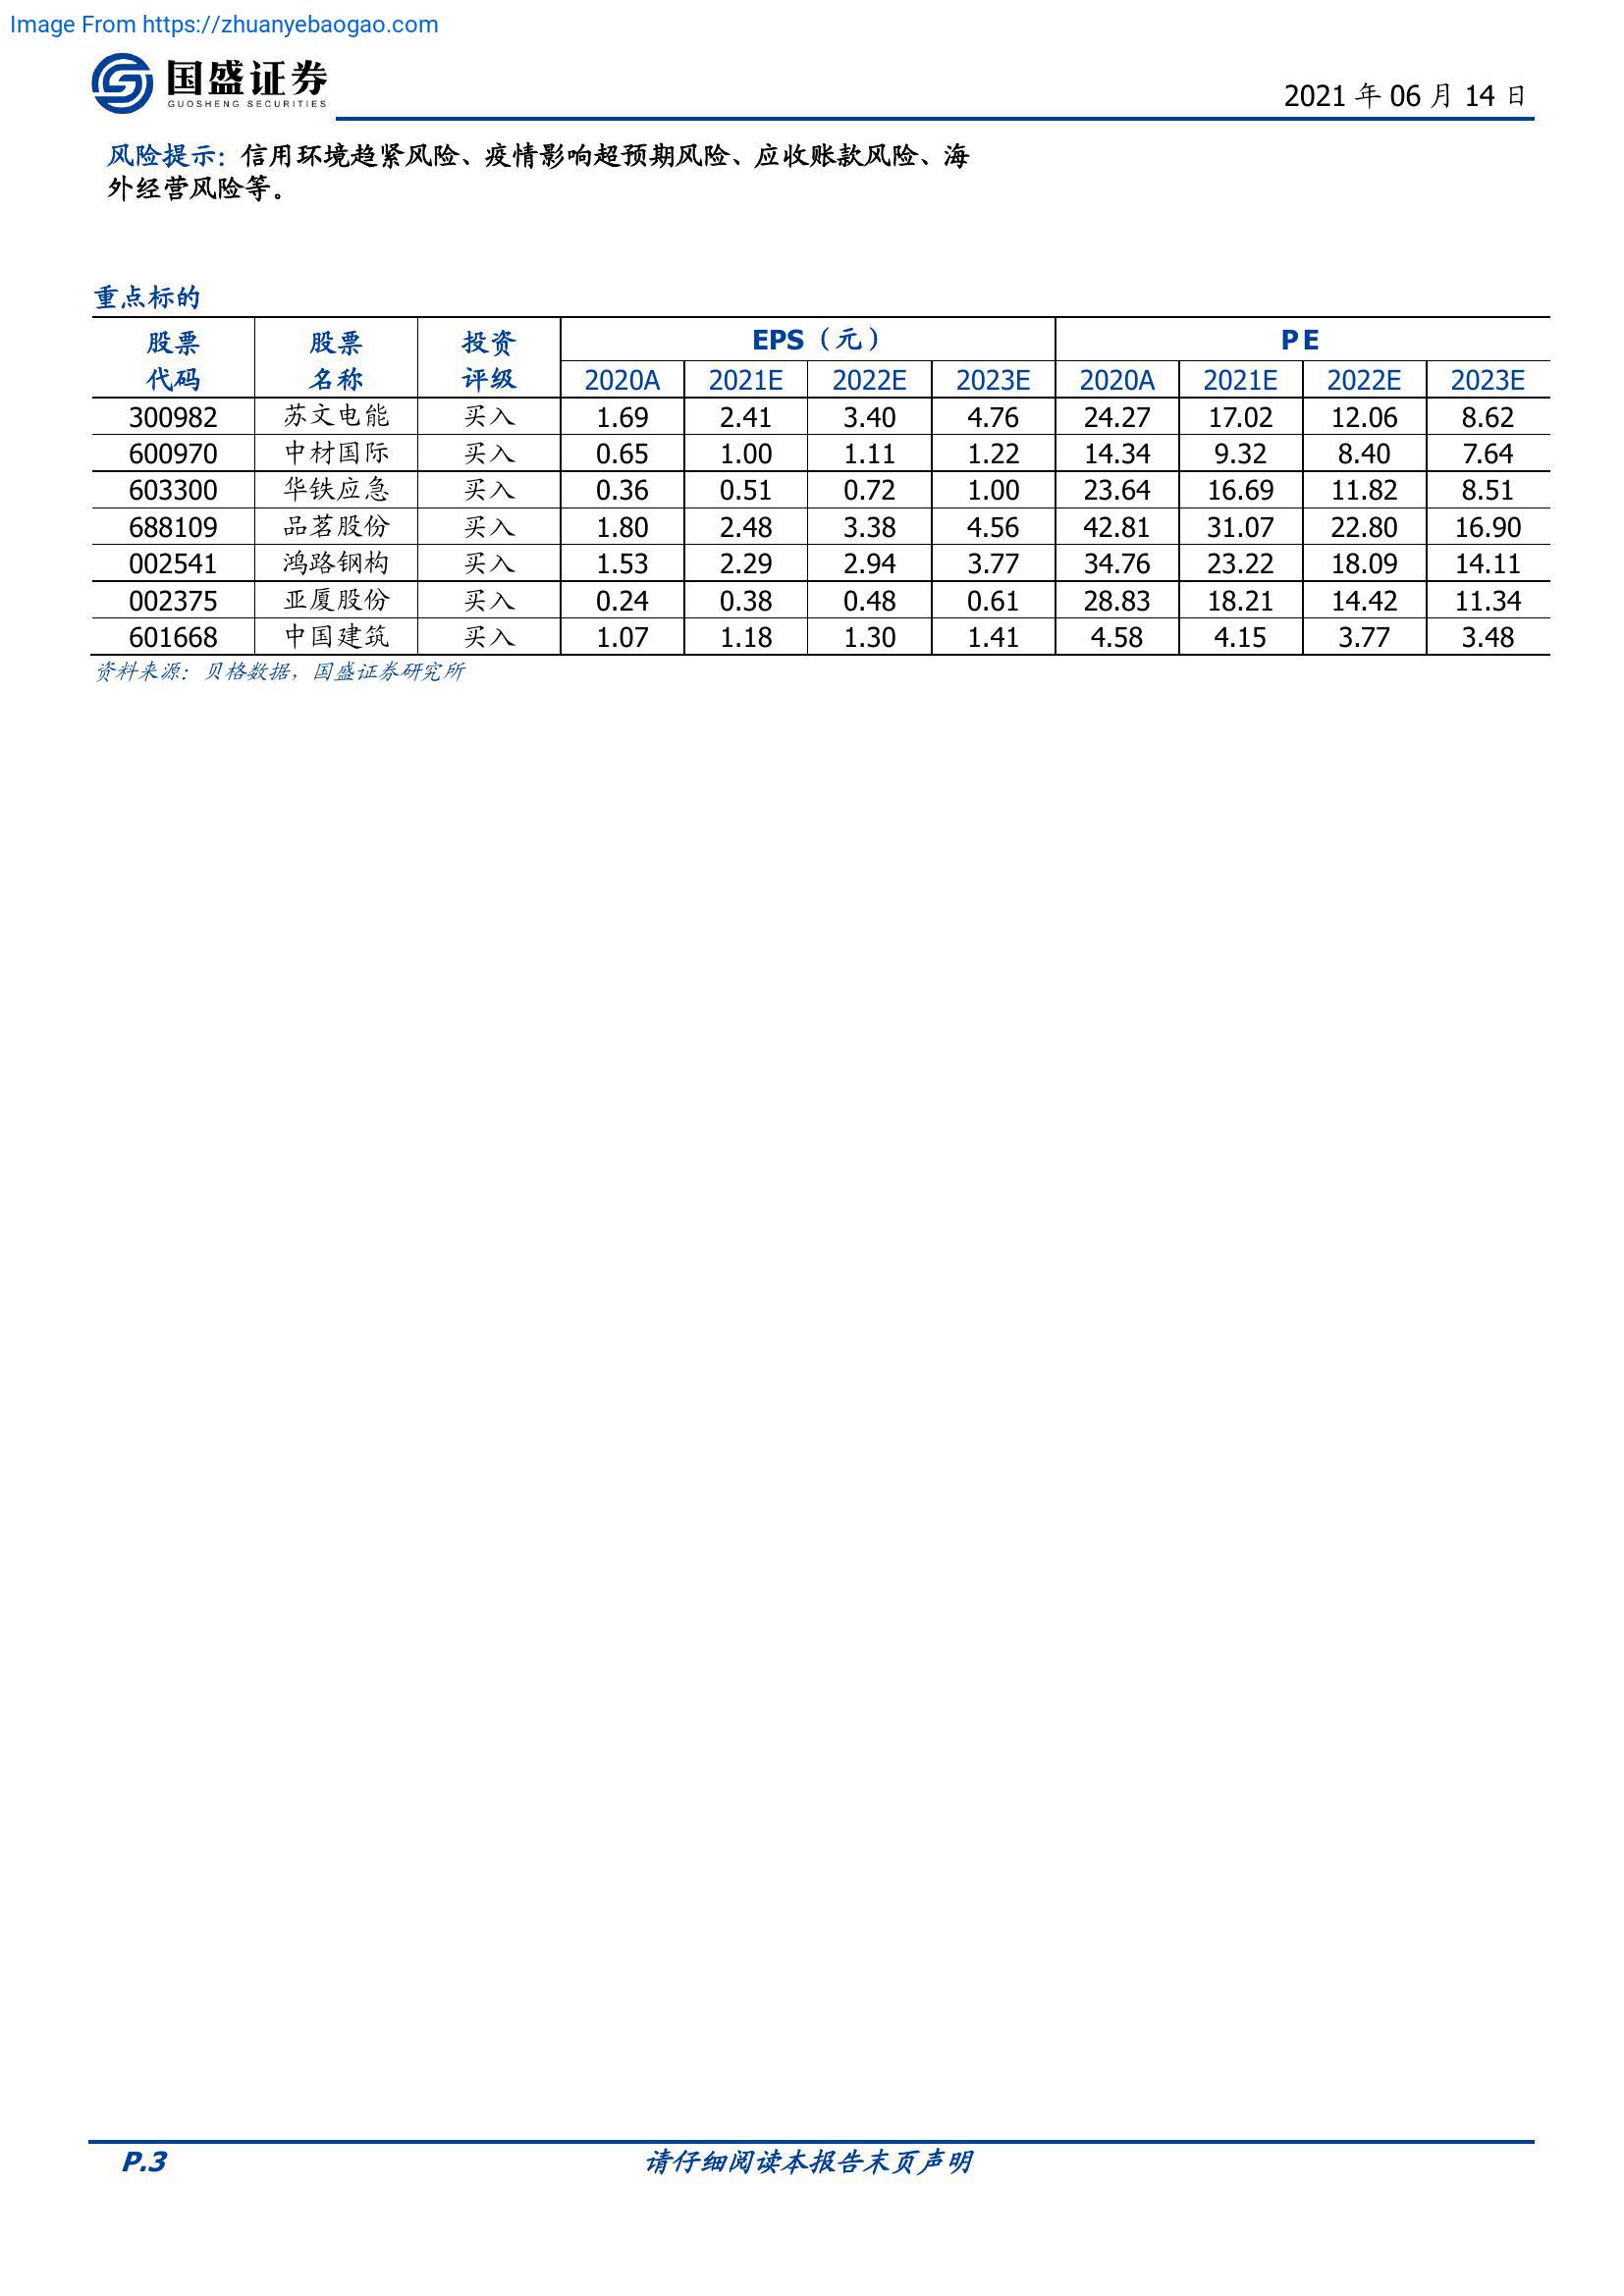 Image From https://zhuanyebaogao.com
国盛证券
GUOSHENG SECURITIES
2021 年 06 月 14 日
风险提示：信用环境趋紧风险、疫情影响超预期风险、应收账款风险、海
外经营风险等。
重点标的
股票 股票 投资 EPS（元） PE
代码 名称 评级 2020A 2021E 2022E 2023E 2020A 2021E 2022E 2023E
300982 苏文电能 买入 1.69 2.41 3.40 4.76 24.27 17.02 12.06 8.62
600970 中材国际 买入 0.65 1.00 1.11 1.22 14.34 9.32 8.40 7.64
603300 华铁应急 买入 0.36 0.51 0.72 1.00 23.64 16.69 11.82 8.51
688109 品茗股份 买入 1.80 2.48 3.38 4.56 42.81 31.07 22.80 16.90
002541 鸿路钢构 买入 1.53 2.29 2.94 3.77 34.76 23.22 18.09 14.11
002375 亚厦股份 买入 0.24 0.38 0.48 0.61 28.83 18.21 14.42 11.34
601668 中国建筑 买入 1.07 1.18 1.30 1.41 4.58 4.15 3.77 3.48
资料来源：贝格数据，国盛证券研究所
P.3 请仔细阅读本报告末页声明